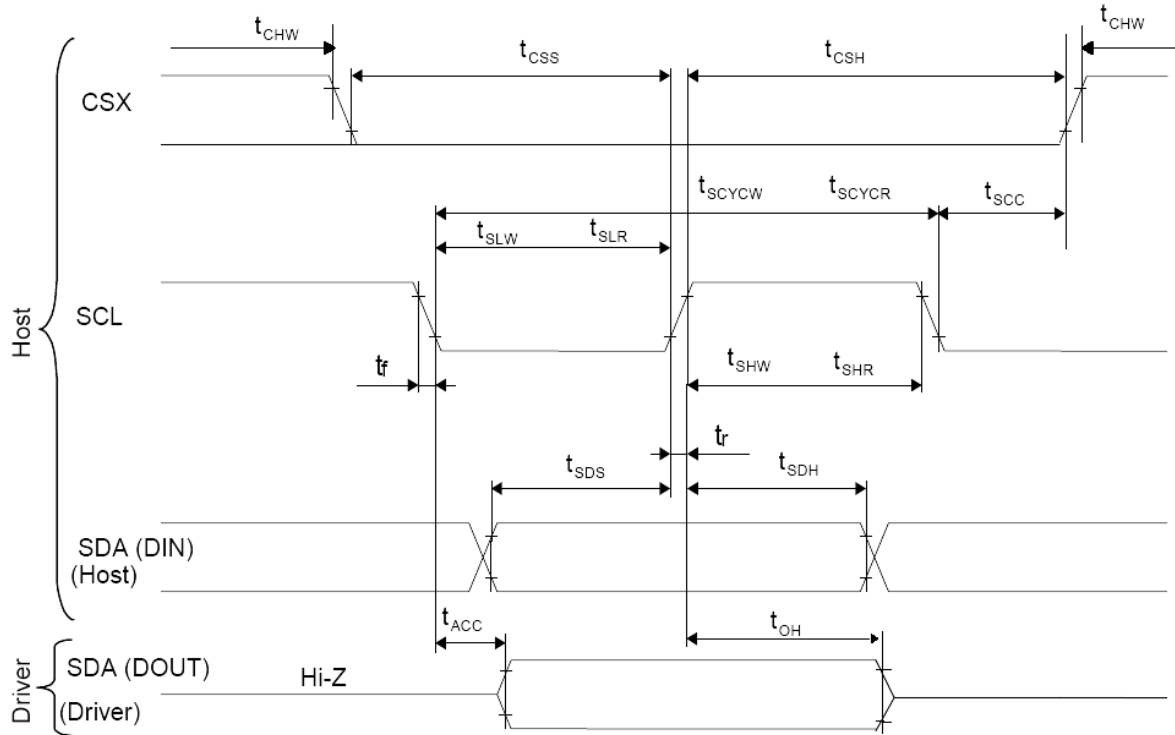 tCHW
tCHW
tCSS
tCSH
CSX
tSCYCW
tSCYCR
tSCC
tSLW
tSLR
Host
SCL
tf
tSHW
tSHR
tr
tSDS
tSDH
SDA (DIN)
(Host)
tACC
tOH
Driver
SDA (DOUT)
Hi-Z
(Driver)